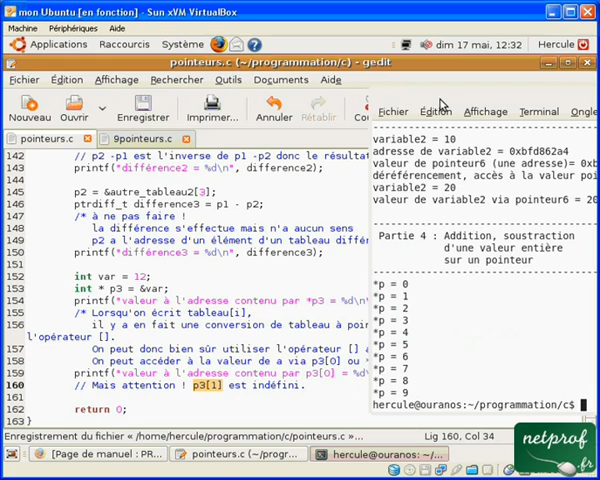 mon Ubuntu [en fonction] - Sun xVM VirtualBox
Machine Périphériques Aide
Applications Raccourcis Système dim 17 mai, 12:32 Hercule
pointeurs.c (~/programmation/c) - gedit
Fichier Édition Affichage Rechercher Outils Documents Aide
Nouveau Ouvrir Enregistrer Imprimer... Annuler Rétablir
pointeurs.c 9pointeurs.c
142 // p2 -p1 est l'inverse de p1 -p2 donc le résultat
143 printf("différence2 = %d\n", difference2);
144
145 p2 = &autre_tableau2[3];
146 ptrdiff_t difference3 = p1 - p2;
147 /* à ne pas faire !
148 la différence s'effectue mais n'a aucun sens
149 p2 a l'adresse d'un élément d'un tableau différ
150 printf("différence3 = %d\n", difference3);
151
152 int var = 12;
153 int * p3 = &var;
154 printf("valeur à l'adresse contenu par *p3 = %d\n"
155 /* Lorsqu'on écrit tableau[i],
156 il y a en fait une conversion de tableau à poi
l'opérateur [].
157 On peut donc bien sûr utiliser l'opérateur []
158 On peut accéder à la valeur de a via p3[0] ou
159 printf("valeur à l'adresse contenu par p3[0] = %d
160 // Mais attention ! p3[1] est indéfini.
161
162 return 0;
163 }
Enregistrement du fichier « /home/hercule/programmation/c/pointeurs.c »... Lig 160, Col 34
Fichier Édition Affichage Terminal Ongle
variable2 = 10
adresse de variable2 = 0xbfd862a4
valeur de pointeur6 (une adresse)= 0xb
déréférencement, accès à la valeur poi
variable2 = 20
valeur de variable2 via pointeur6 = 20
Partie 4 : Addition, soustraction
d'une valeur entière
sur un pointeur
*p = 0
*p = 1
*p = 2
*p = 3
*p = 4
*p = 5
*p = 6
*p = 7
*p = 8
*p = 9
hercule@ouranos:~/programmation/c$
[Page de manuel : PR... pointeurs.c (~/prog... hercule@ouranos: ~/...
netprof
.fr